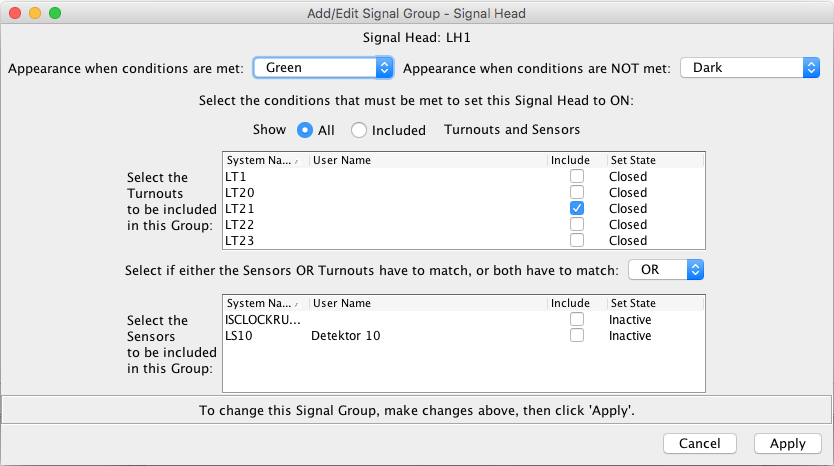 Add/Edit Signal Group - Signal Head
Signal Head: LH1
Appearance when conditions are met: Green Appearance when conditions are NOT met: Dark
Select the conditions that must be met to set this Signal Head to ON:
Show All Included Turnouts and Sensors
Select the
Turnouts
to be included
in this Group:
System Na... User Name Include Set State
LT1 Closed
LT20 Closed
LT21 Closed
LT22 Closed
LT23 Closed
Select if either the Sensors OR Turnouts have to match, or both have to match: OR
Select the
Sensors
to be included
in this Group:
System Na... User Name Include Set State
ISCLOCKRU... Inactive
LS10 Detektor 10 Inactive
To change this Signal Group, make changes above, then click 'Apply'.
Cancel Apply